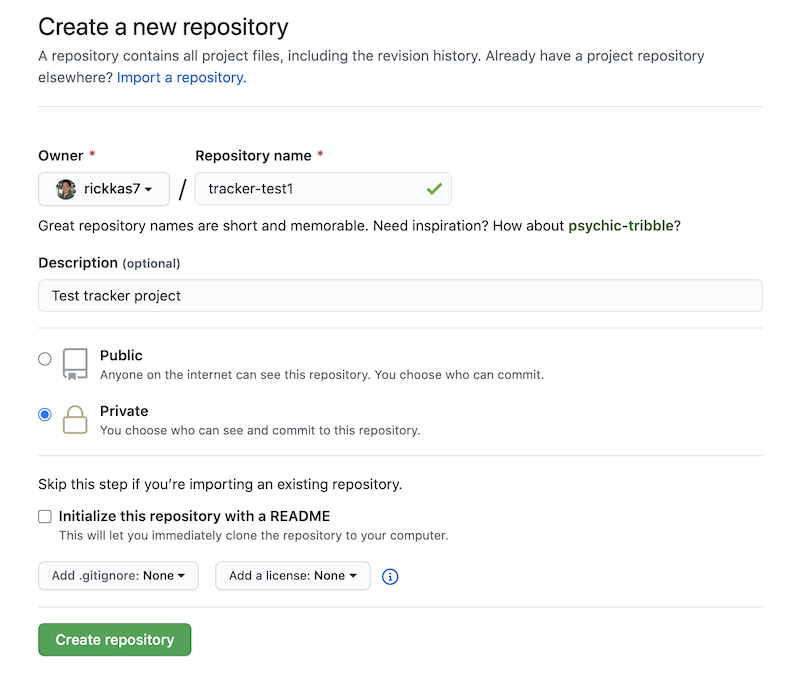 Create a new repository
A repository contains all project files, including the revision history. Already have a project repository
elsewhere? Import a repository.
Owner * Repository name *
rickkas7 / tracker-test1
Great repository names are short and memorable. Need inspiration? How about psychic-tribble?
Description (optional)
Test tracker project
Public
Anyone on the internet can see this repository. You choose who can commit.
Private
You choose who can see and commit to this repository.
Skip this step if you’re importing an existing repository.
Initialize this repository with a README
This will let you immediately clone the repository to your computer.
Add .gitignore: None Add a license: None
Create repository